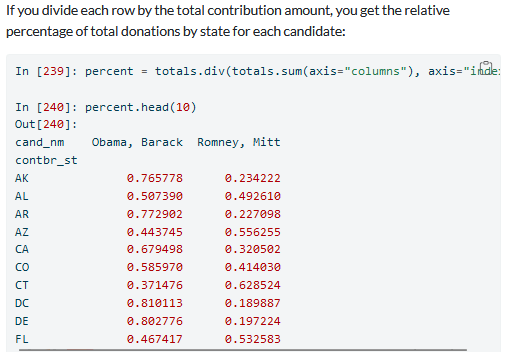 If you divide each row by the total contribution amount, you get the relative
percentage of total donations by state for each candidate:
In [239]: percent = totals.div(totals.sum(axis="columns"), axis="inde
In [240]: percent.head(10)
Out[240]:
cand_nm Obama, Barack Romney, Mitt
contbr_st
AK 0.765778 0.234222
AL 0.507390 0.492610
AR 0.772902 0.227098
AZ 0.443745 0.556255
CA 0.679498 0.320502
CO 0.585970 0.414030
CT 0.371476 0.628524
DC 0.810113 0.189887
DE 0.802776 0.197224
FL 0.467417 0.532583